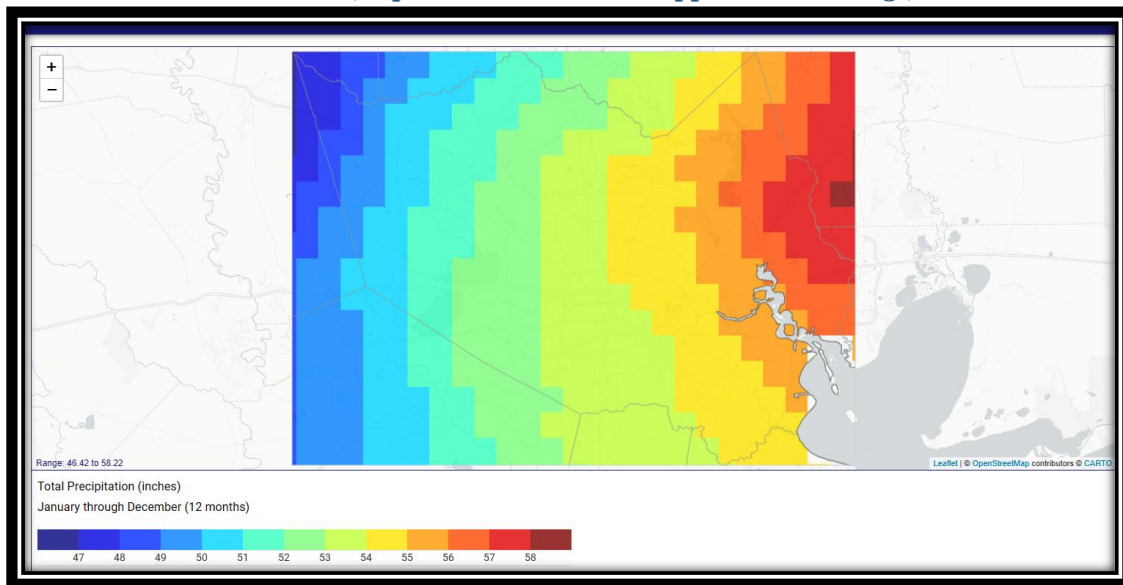 +
−
Range: 46.42 to 58.22
Leaflet | © OpenStreetMap contributors © CARTO
Total Precipitation (inches)
January through December (12 months)
47 48 49 50 51 52 53 54 55 56 57 58